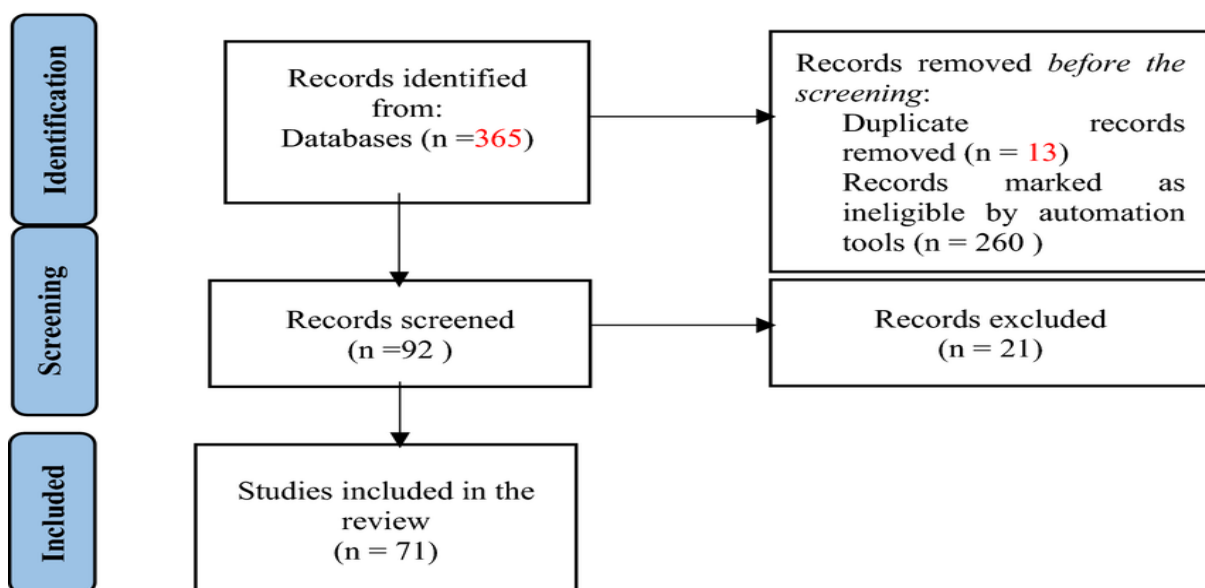 Identification
Records identified
from:
Databases (n =365)
Records removed before the
screening:
Duplicate records
removed (n = 13)
Records marked as
ineligible by automation
tools (n = 260 )
Screening
Records screened
(n =92 )
Records excluded
(n = 21)
Included
Studies included in the
review
(n = 71)